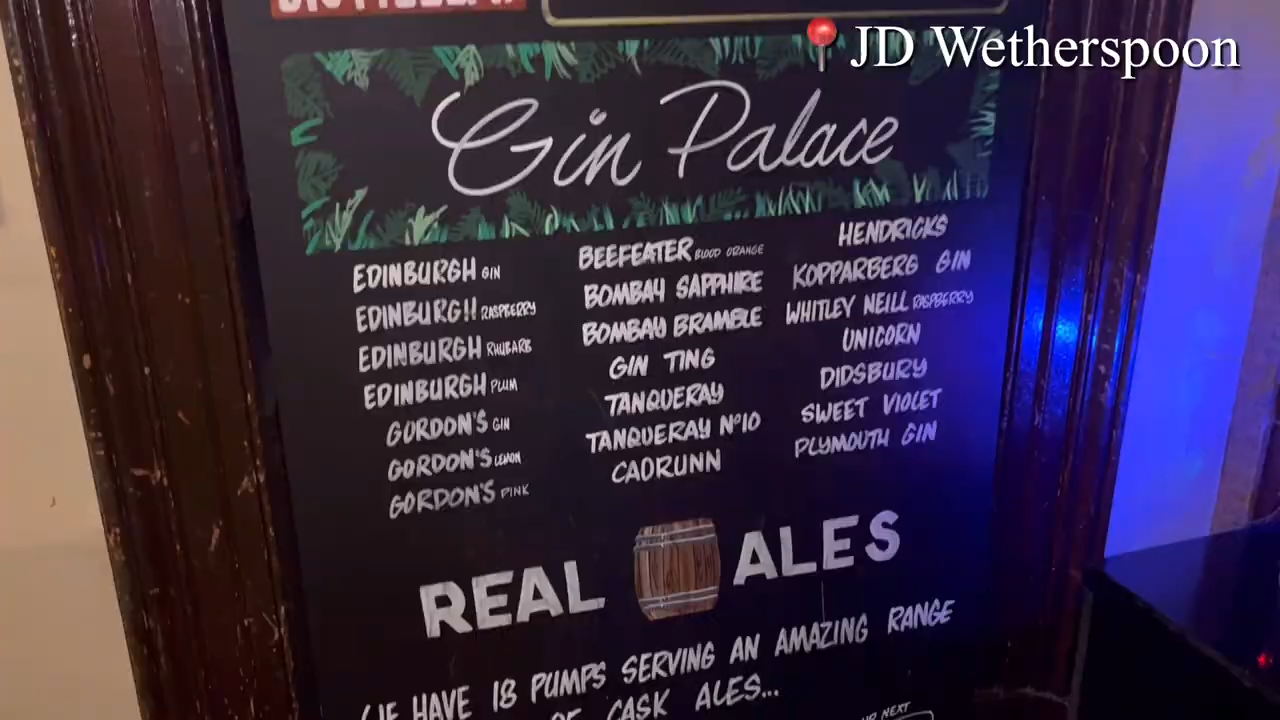 JD Wetherspoon
Gin Palace
EDINBURGH GIN
EDINBURGH RASPBERRY
EDINBURGH RHUBARB
EDINBURGH PLUM
GORDON'S GIN
GORDON'S LEMON
GORDON'S PINK
BEEFEATER BLOOD ORANGE
BOMBAY SAPPHIRE
BOMBAY BRAMBLE
GIN TING
TANQUERAY
TANQUERAY Nº10
CADRUNN
HENDRICKS
KOPPARBERG GIN
WHITLEY NEILL RASPBERRY
UNICORN
DIDSBURY
SWEET VIOLET
PLYMOUTH GIN
REAL ALES
WE HAVE 18 PUMPS SERVING AN AMAZING RANGE
OF CASK ALES...
UP NEXT